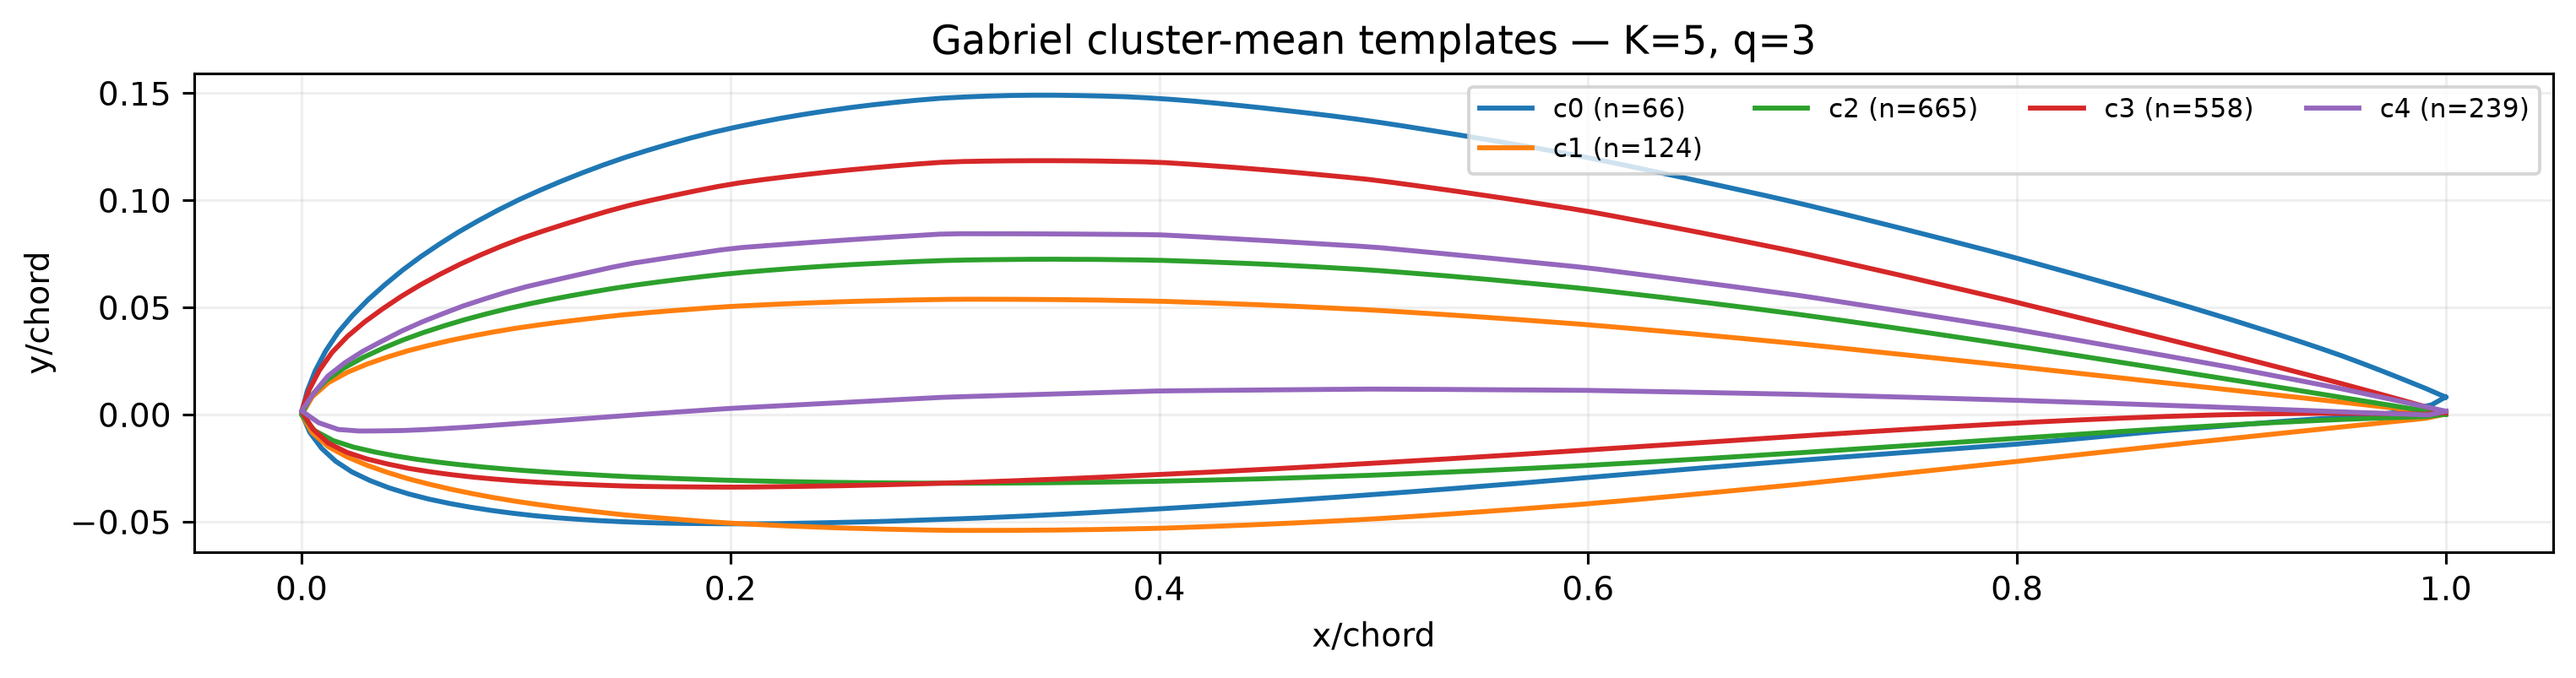 Gabriel cluster-mean templates — K=5, q=3
c0 (n=66) c2 (n=665) c3 (n=558) c4 (n=239)
c1 (n=124)
y/chord
0.15
0.10
0.05
0.00
−0.05
0.0 0.2 0.4 0.6 0.8 1.0
x/chord